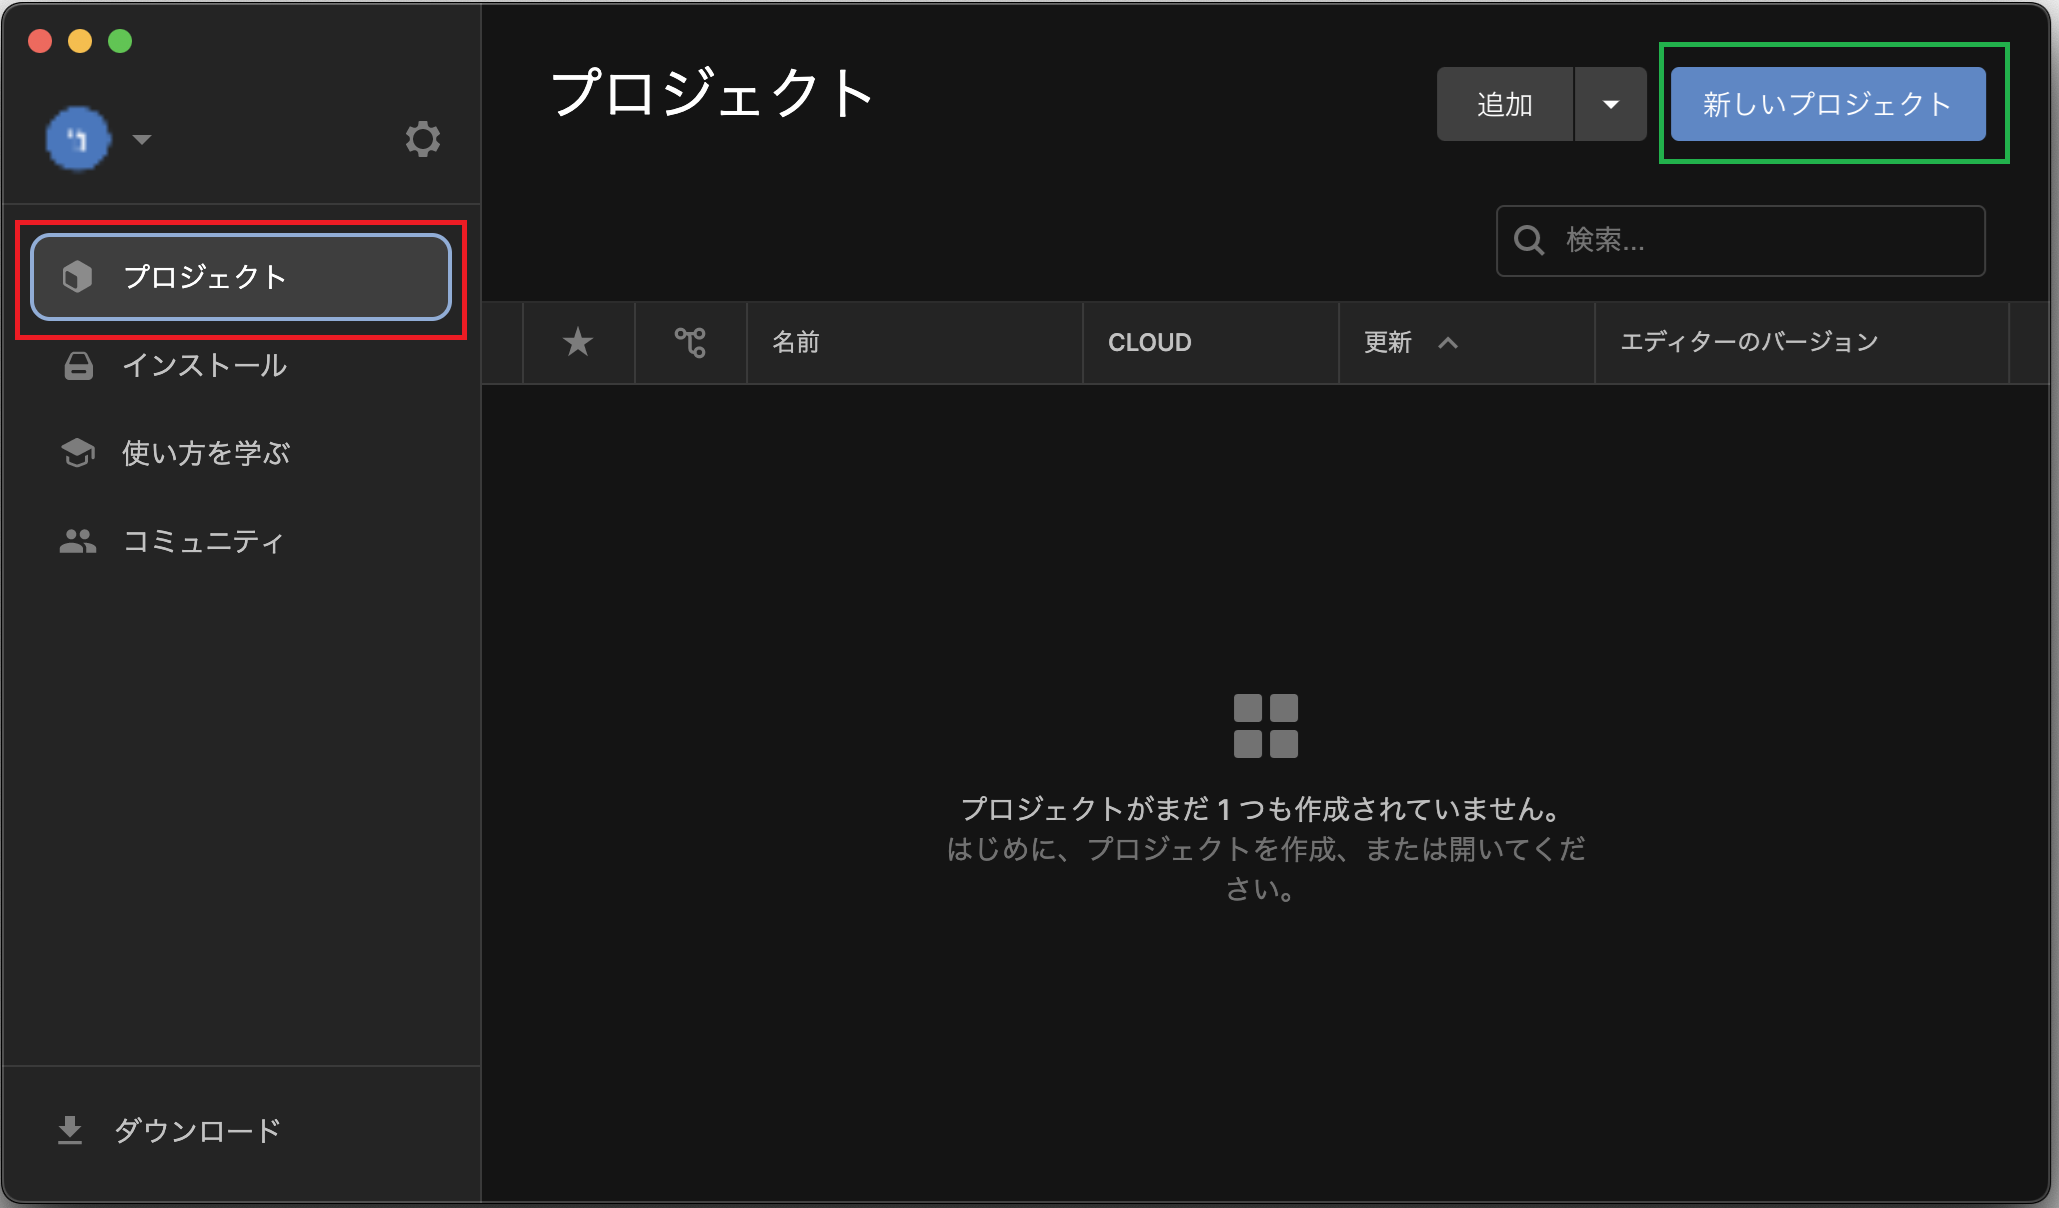 プロジェクト
インストール
使い方を学ぶ
コミュニティ
ダウンロード
プロジェクト
追加
新しいプロジェクト
検索...
名前
CLOUD
更新
エディターのバージョン
プロジェクトがまだ 1 つも作成されていません。
はじめに、プロジェクトを作成、または開いてくだ
さい。